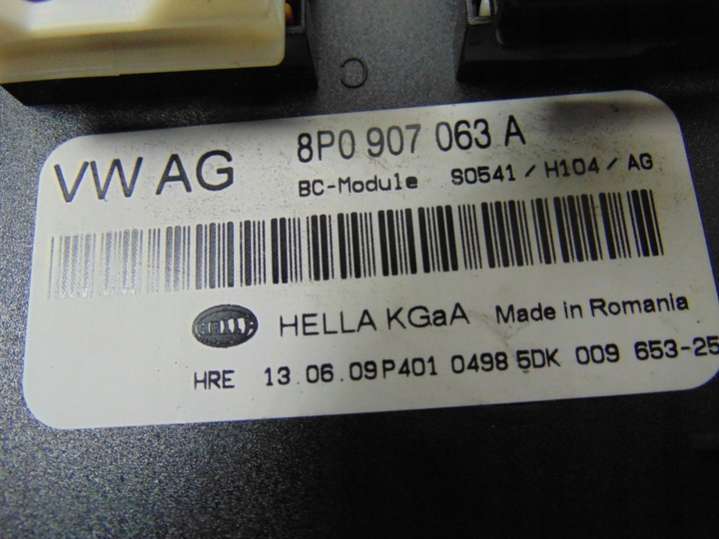 C
VW AG
8P0 907 063 A
BC-Module S0541 / H104 / AG
HELLA HELLA KGaA Made in Romania
HRE 13.06.09P401 0498 5DK 009 653-25